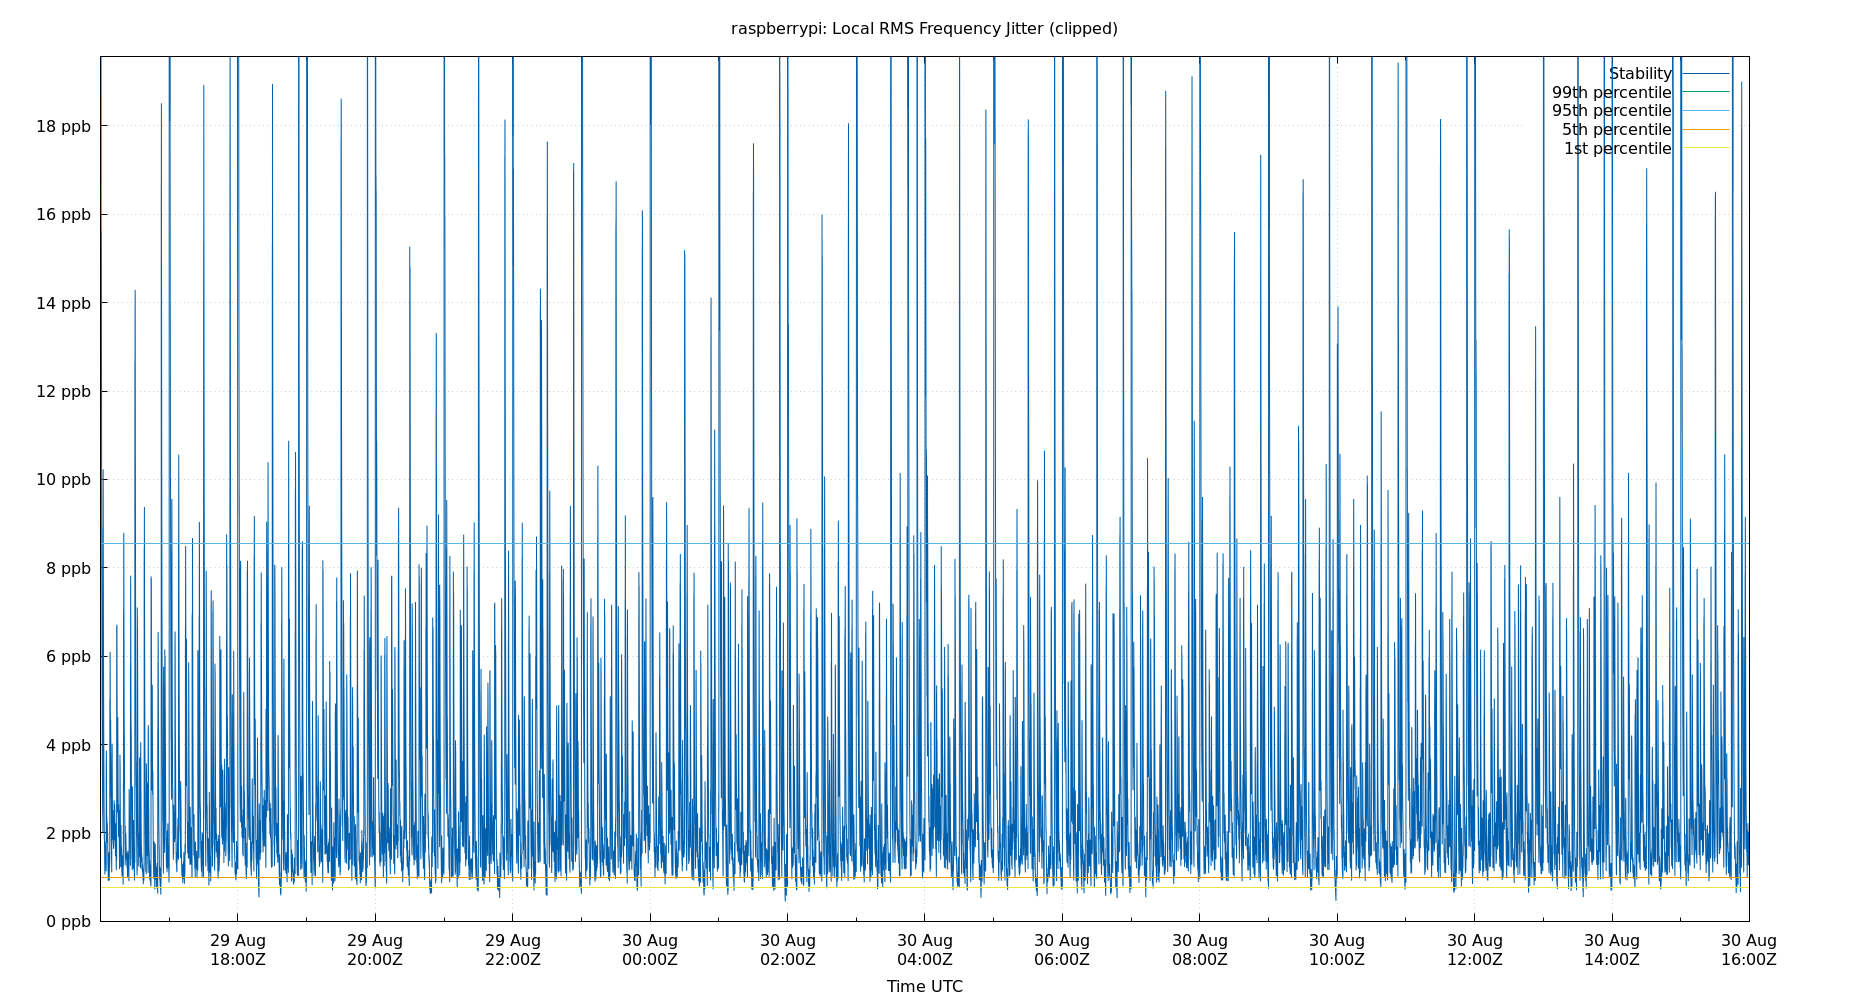 raspberrypi: Local RMS Frequency Jitter (clipped)
Stability
99th percentile
95th percentile
5th percentile
1st percentile
18 ppb
16 ppb
14 ppb
12 ppb
10 ppb
8 ppb
6 ppb
4 ppb
2 ppb
0 ppb
29 Aug 29 Aug 29 Aug 30 Aug 30 Aug 30 Aug 30 Aug 30 Aug 30 Aug 30 Aug 30 Aug 30 Aug
18:00Z 20:00Z 22:00Z 00:00Z 02:00Z 04:00Z 06:00Z 08:00Z 10:00Z 12:00Z 14:00Z 16:00Z
Time UTC